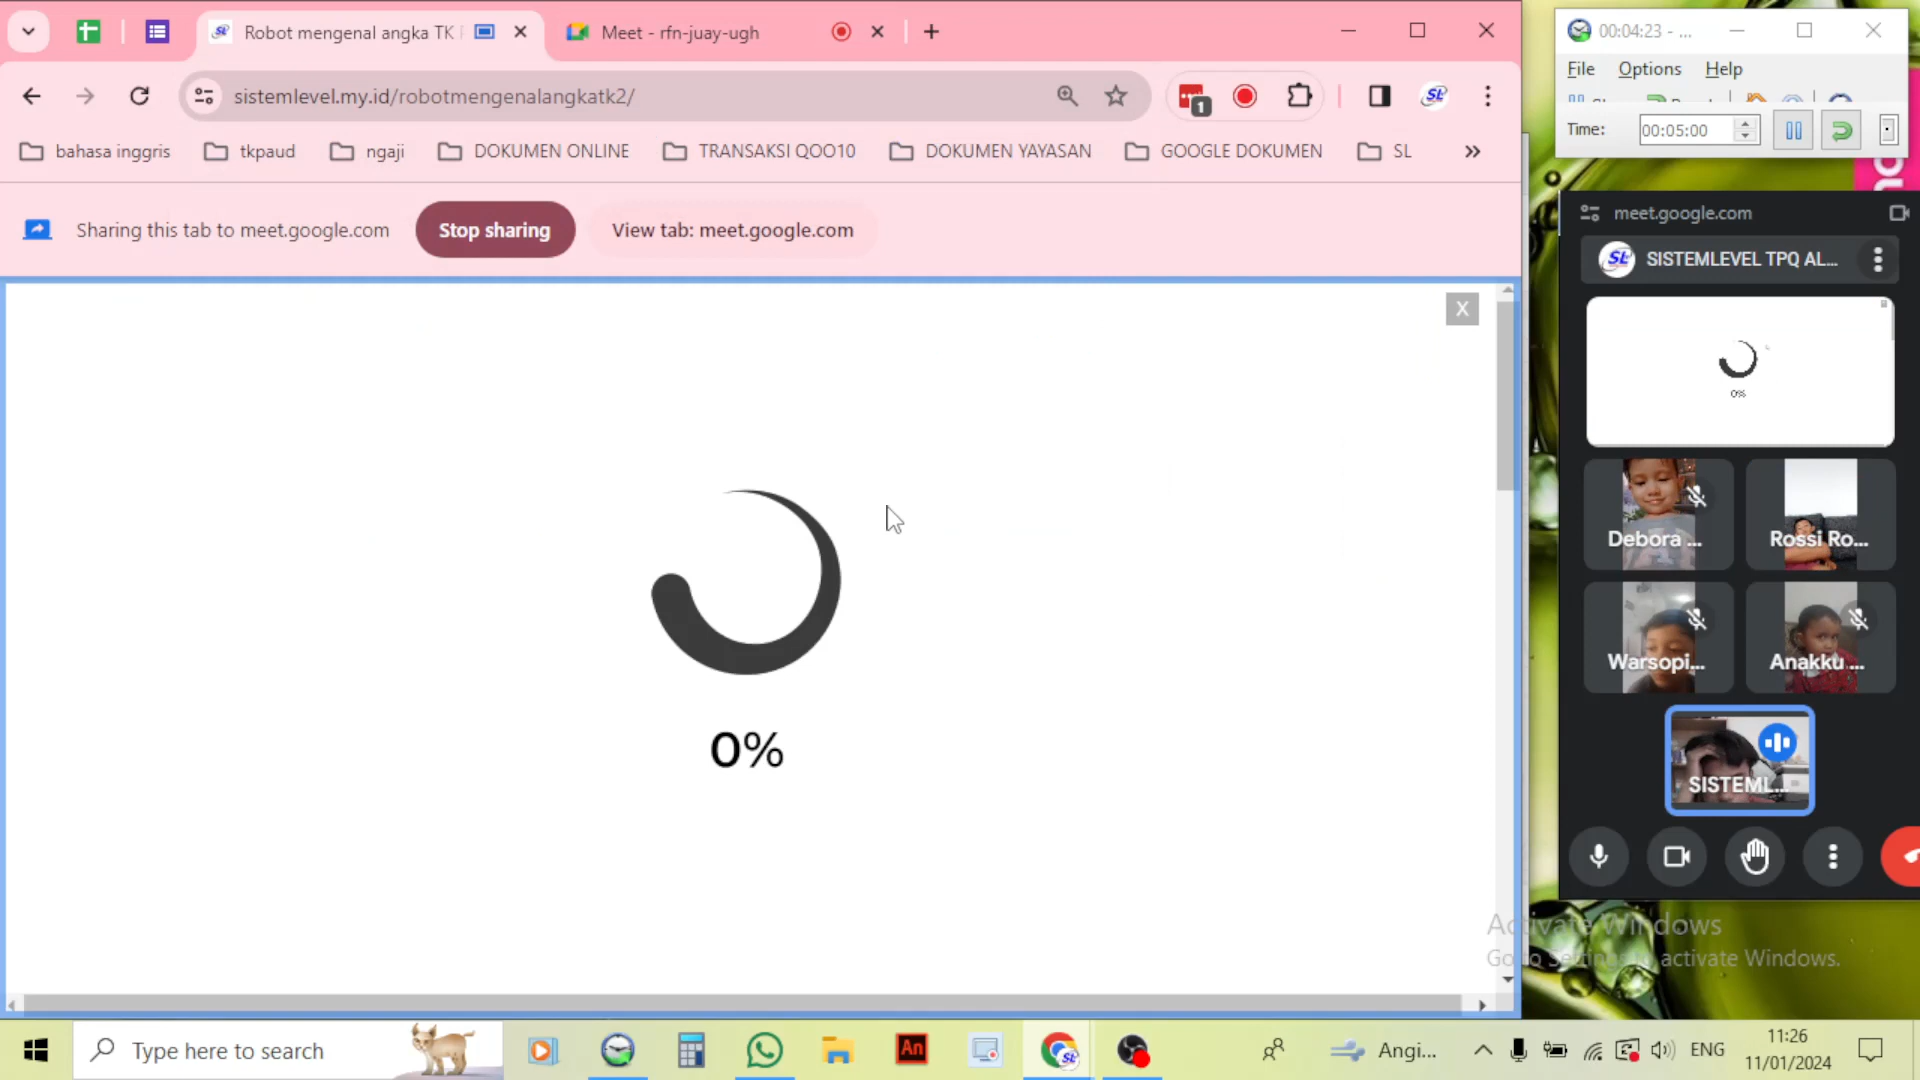 Robot mengenal angka TK
Meet - rfn-juay-ugh
sistemlevel.my.id/robotmengenalangkatk2/
1
bahasa inggris
tkpaud
ngaji
DOKUMEN ONLINE
TRANSAKSI QOO10
DOKUMEN YAYASAN
GOOGLE DOKUMEN
SL
Sharing this tab to meet.google.com
Stop sharing
View tab: meet.google.com
X
0%
00:04:23 - ...
File
Options
Help
Time:
00:05:00
meet.google.com
SL
SISTEMLEVEL TPQ AL...
0%
Debora ...
Rossi Ro...
Warsopi...
Anakku ...
SISTEML...
Activate Windows
Go to Settings to activate Windows.
Type here to search
An
Angi...
ENG
11:26
11/01/2024